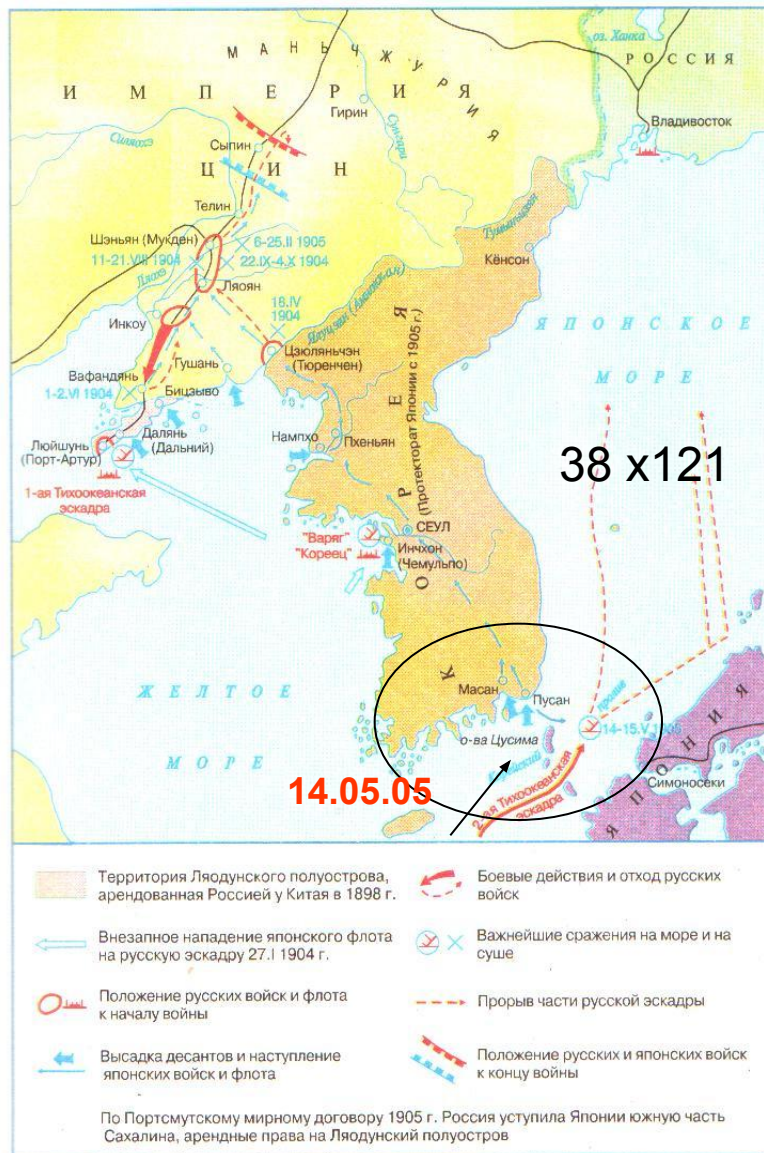 оз. Ханка
РОССИЯ
МАНЬЧЖУРИЯ
ИМПЕРИЯ
Гирин
Сунгари
Владивосток
Силяохэ
Сыпин
ЦИН
Телин
Тумыньцзян
Шэньян (Мукден)
6-25.II 1905
11-21.VIII 1904
22.IX-4.X 1904
Кёнсон
Ляохэ
Ляоян
18.IV
1904
Ялуцзян (Амноккан)
Инкоу
ЯПОНСКОЕ
МОРЕ
Цзюляньчэн
(Тюренчен)
Гушань
Вафандянь
1-2.VI 1904
Бицзыво
КОРЕЯ
(Протекторат Японии с 1905 г.)
Далянь
(Дальний)
Нампхо
Пхеньян
Люйшунь
(Порт-Артур)
38 x121
1-ая Тихоокеанская
эскадра
СЕУЛ
"Варяг"
"Кореец"
Инчхон
(Чемульпо)
Масан
Пусан
ЖЕЛТОЕ
МОРЕ
пролив
14-15.V 1905
о-ва Цусима
ЯПОНИЯ
Симоносеки
14.05.05
2-ая Тихоокеанская
эскадра
Территория Ляодунского полуострова,
арендованная Россией у Китая в 1898 г.
Боевые действия и отход русских
войск
Внезапное нападение японского флота
на русскую эскадру 27.I 1904 г.
Важнейшие сражения на море и на
суше
Положение русских войск и флота
к началу войны
Прорыв части русской эскадры
Высадка десантов и наступление
японских войск и флота
Положение русских и японских войск
к концу войны
По Портсмутскому мирному договору 1905 г. Россия уступила Японии южную часть
Сахалина, арендные права на Ляодунский полуостров